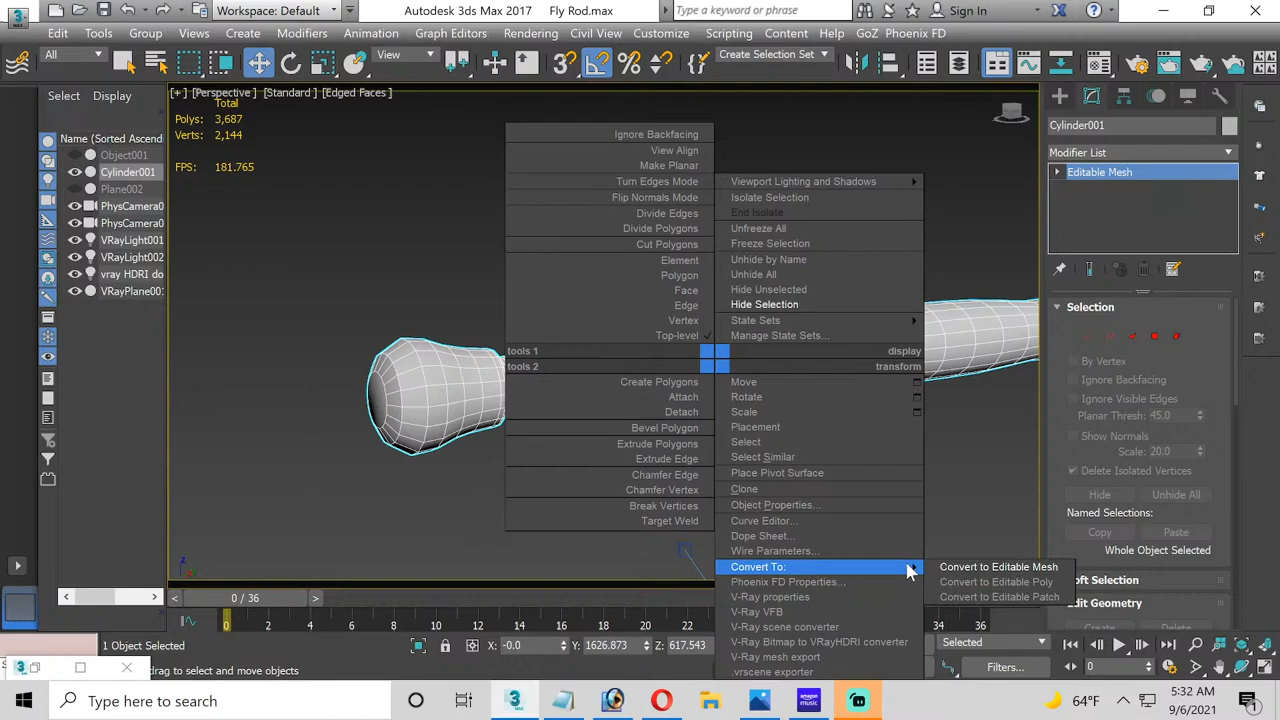 Workspace: Default
Autodesk 3ds Max 2017 Fly Rod.max
Type a keyword or phrase
Sign In
Edit Tools Group Views Create Modifiers Animation Graph Editors Rendering Civil View Customize Scripting Content Help GoZ Phoenix FD
All
View
Create Selection Set
Select Display
[+] [Perspective] [Standard] [Edged Faces]
Total
Polys: 3,687
Verts: 2,144
FPS: 181.765
Name (Sorted Ascend
Object001
Cylinder001
Plane002
PhysCamera0
PhysCamera0
VRayLight001
VRayLight002
vray HDRI do
VRayPlane00:
Ignore Backfacing
View Align
Make Planar
Turn Edges Mode
Flip Normals Mode
Divide Edges
Divide Polygons
Cut Polygons
Element
Polygon
Face
Edge
Vertex
Top-level
tools 1
tools 2
Create Polygons
Attach
Detach
Bevel Polygon
Extrude Polygons
Extrude Edge
Chamfer Edge
Chamfer Vertex
Break Vertices
Target Weld
Viewport Lighting and Shadows
Isolate Selection
End Isolate
Unfreeze All
Freeze Selection
Unhide by Name
Unhide All
Hide Unselected
Hide Selection
State Sets
Manage State Sets...
display
transform
Move
Rotate
Scale
Placement
Select
Select Similar
Place Pivot Surface
Clone
Object Properties...
Curve Editor...
Dope Sheet...
Wire Parameters...
Convert To:
Phoenix FD Properties...
V-Ray properties
V-Ray VFB
V-Ray scene converter
V-Ray Bitmap to VRayHDRI converter
V-Ray mesh export
.vrscene exporter
Convert to Editable Mesh
Convert to Editable Poly
Convert to Editable Patch
Cylinder001
Modifier List
Editable Mesh
Selection
By Vertex
Ignore Backfacing
Ignore Visible Edges
Planar Thresh: 45.0
Show Normals
Scale: 20.0
Delete Isolated Vertices
Hide Unhide All
Named Selections:
Copy Paste
Whole Object Selected
Soft Selection
Edit Geometry
Create Delete
0 / 36
0 2 4 6 8 10 12 14 16 18 20 22 34 36
1 Object Selected
X: -0.0 Y: 1626.873 Z: 617.543
drag to select and move objects
Selected
Filters...
0
Type here to search
64°F
5:32 AM
9/6/2021